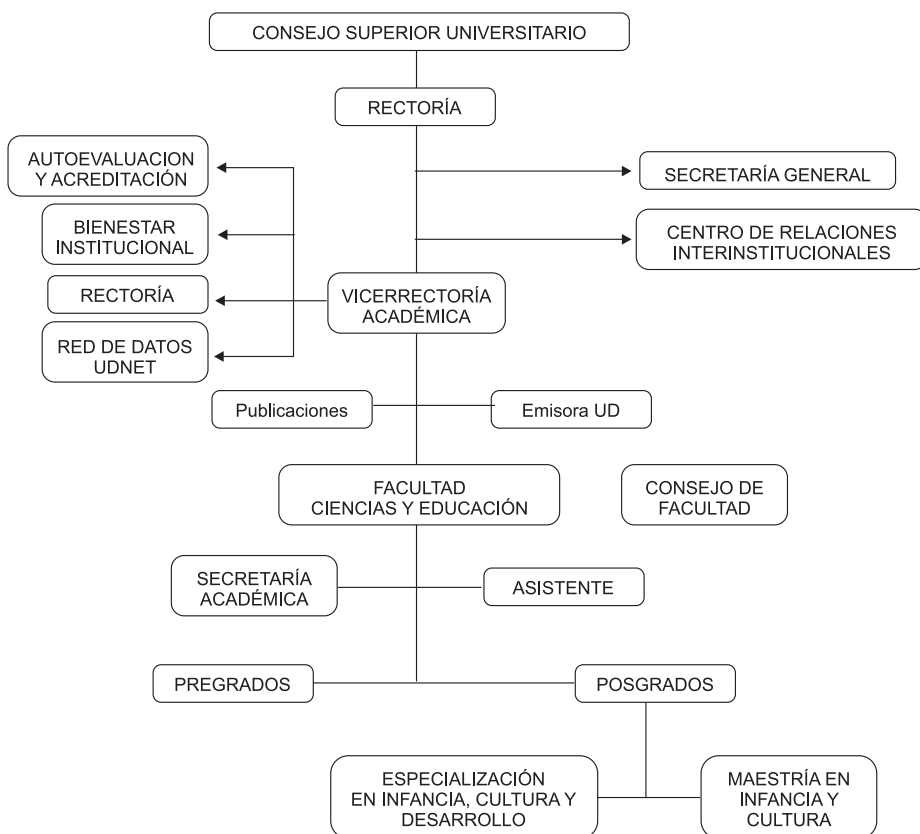 CONSEJO SUPERIOR UNIVERSITARIO
RECTORÍA
AUTOEVALUACION
Y ACREDITACIÓN
SECRETARÍA GENERAL
BIENESTAR
INSTITUCIONAL
CENTRO DE RELACIONES
INTERINSTITUCIONALES
RECTORÍA
VICERRECTORÍA
ACADÉMICA
RED DE DATOS
UDNET
Publicaciones
Emisora UD
FACULTAD
CIENCIAS Y EDUCACIÓN
CONSEJO DE
FACULTAD
SECRETARÍA
ACADÉMICA
ASISTENTE
PREGRADOS
POSGRADOS
ESPECIALIZACIÓN
EN INFANCIA, CULTURA Y
DESARROLLO
MAESTRÍA EN
INFANCIA Y
CULTURA